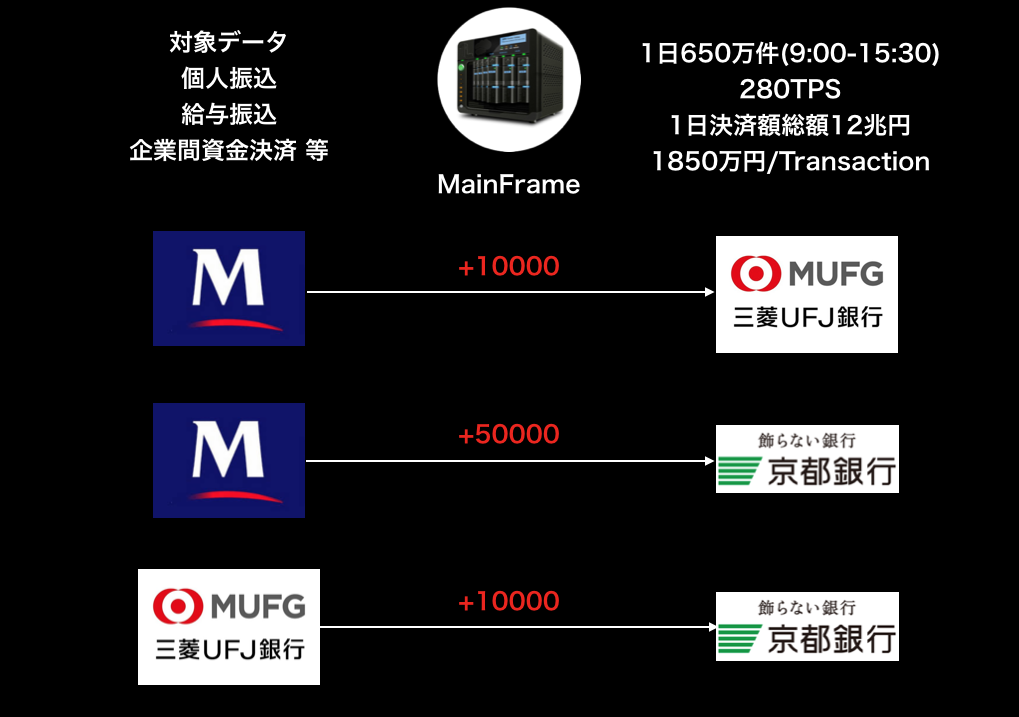 対象データ
個人振込
給与振込
企業間資金決済 等
MainFrame
1日650万件(9:00-15:30)
280TPS
1日決済額総額12兆円
1850万円/Transaction
M
+10000
MUFG
三菱UFJ銀行
M
+50000
飾らない銀行
京都銀行
MUFG
三菱UFJ銀行
+10000
飾らない銀行
京都銀行